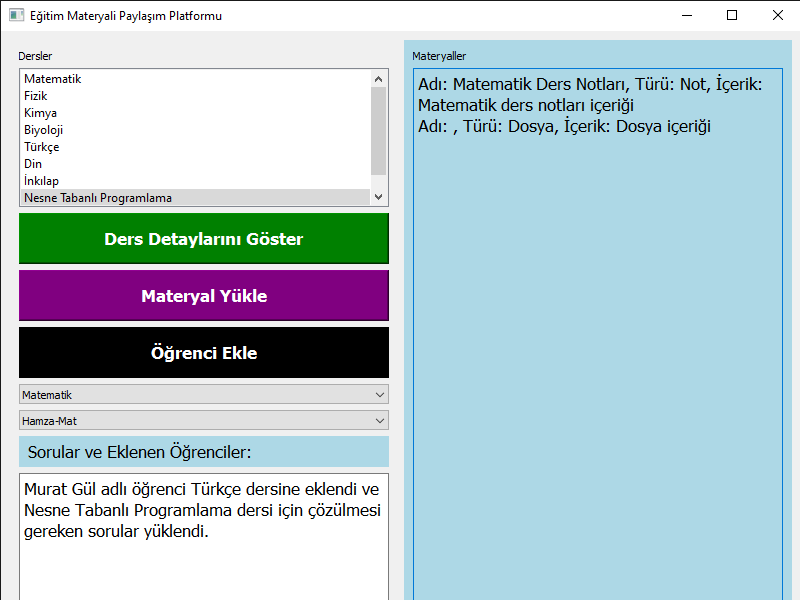 Eğitim Materyali Paylaşım Platformu
Dersler
Matematik
Fizik
Kimya
Biyoloji
Türkçe
Din
İnkılap
Nesne Tabanlı Programlama
Ders Detaylarını Göster
Materyal Yükle
Öğrenci Ekle
Matematik
Hamza-Mat
Sorular ve Eklenen Öğrenciler:
Murat Gül adlı öğrenci Türkçe dersine eklendi ve
Nesne Tabanlı Programlama dersi için çözülmesi
gereken sorular yüklendi.
Materyaller
Adı: Matematik Ders Notları, Türü: Not, İçerik:
Matematik ders notları içeriği
Adı: , Türü: Dosya, İçerik: Dosya içeriği